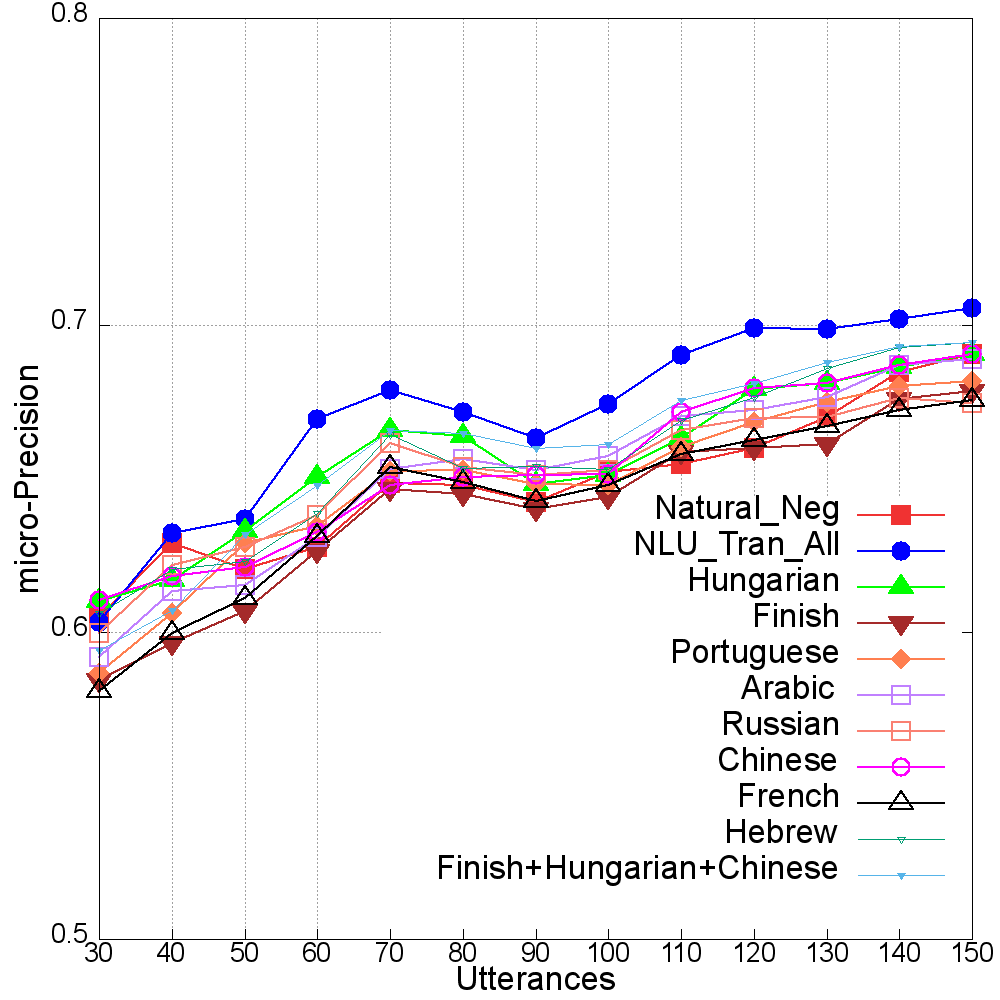 0.8
0.7
0.6
0.5
micro-Precision
Natural_Neg
NLU_Tran_All
Hungarian
Finish
Portuguese
Arabic
Russian
Chinese
French
Hebrew
Finish+Hungarian+Chinese
30 40 50 60 70 80 90 100 110 120 130 140 150
Utterances